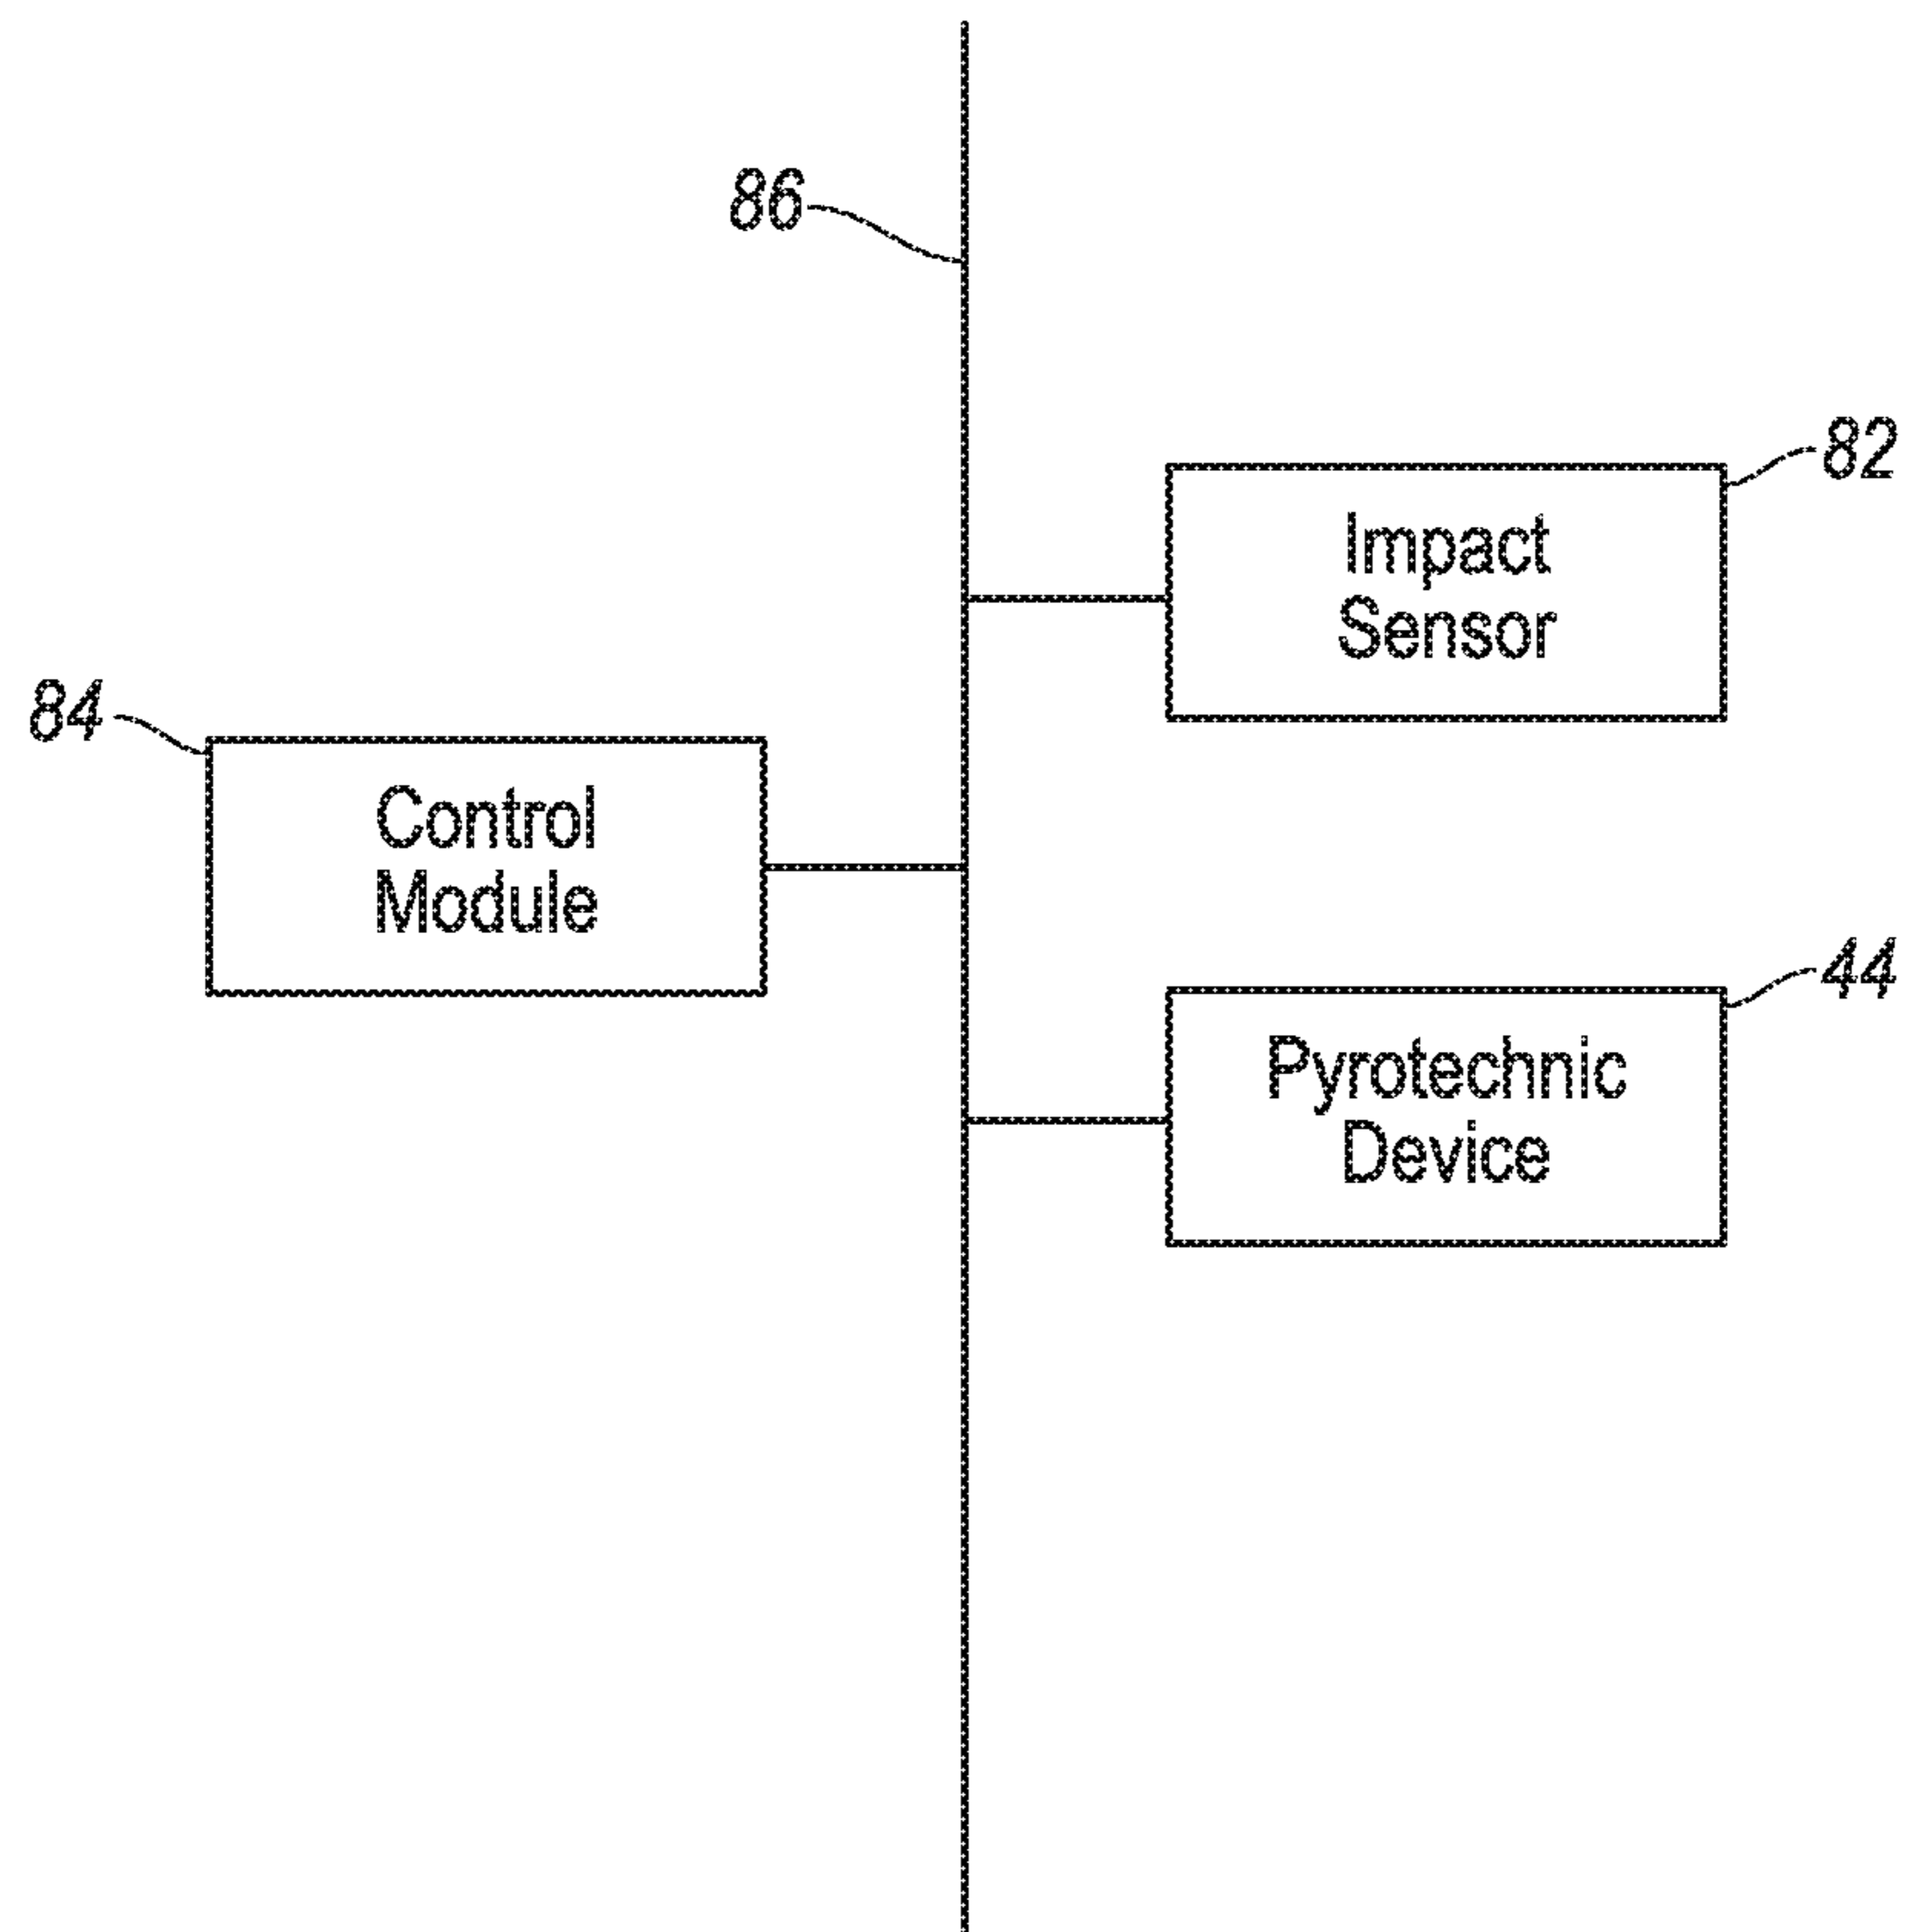 86
82
Impact
Sensor
84
Control
Module
44
Pyrotechnic
Device